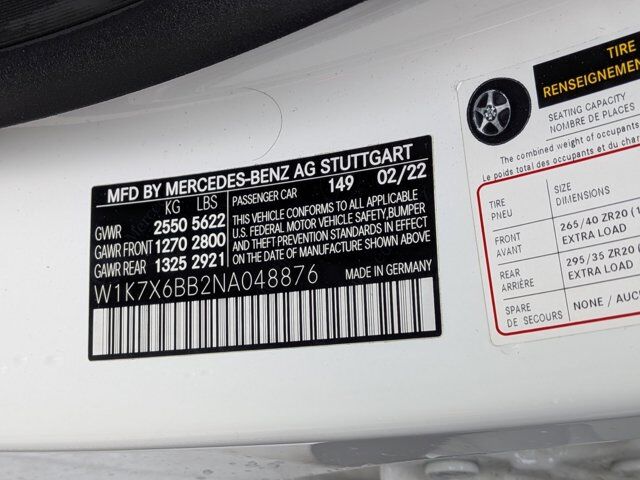 MFD BY MERCEDES-BENZ AG STUTTGART
KG LBS PASSENGER CAR 149 02/22
GVWR 2550 5622
GAWR FRONT 1270 2800
GAWR REAR 1325 2921
THIS VEHICLE CONFORMS TO ALL APPLICABLE
U.S. FEDERAL MOTOR VEHICLE SAFETY,BUMPER
AND THEFT PREVENTION STANDARDS IN EFFECT
ON THE DATE OF MANUFACTURE SHOWN ABOVE.
W1K7X6BB2NA048876 MADE IN GERMANY
TIRE
RENSEIGNEMEN
SEATING CAPACITY
NOMBRE DE PLACES
The combined weight of occupants
Le poids total des occupants et du char
TIRE
PNEU
SIZE
DIMENSIONS
FRONT
AVANT
265/40 ZR20 (1
EXTRA LOAD
REAR
ARRIÈRE
295/35 ZR20
EXTRA LOAD
SPARE
DE SECOURS
NONE / AUC